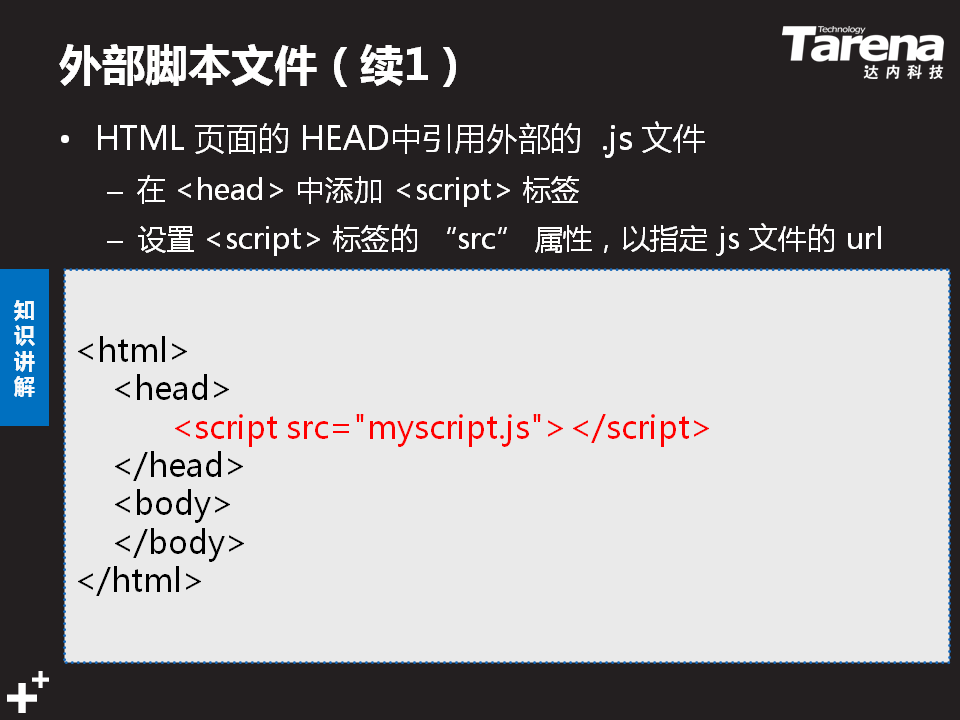 外部脚本文件（续1）
Technology
Tarena
达内科技
• HTML 页面的 HEAD中引用外部的 .js 文件
– 在 <head> 中添加 <script> 标签
– 设置 <script> 标签的 “src” 属性，以指定 js 文件的 url
知
识
讲
解
<html>
<head>
<script src="myscript.js"></script>
</head>
<body>
</body>
</html>